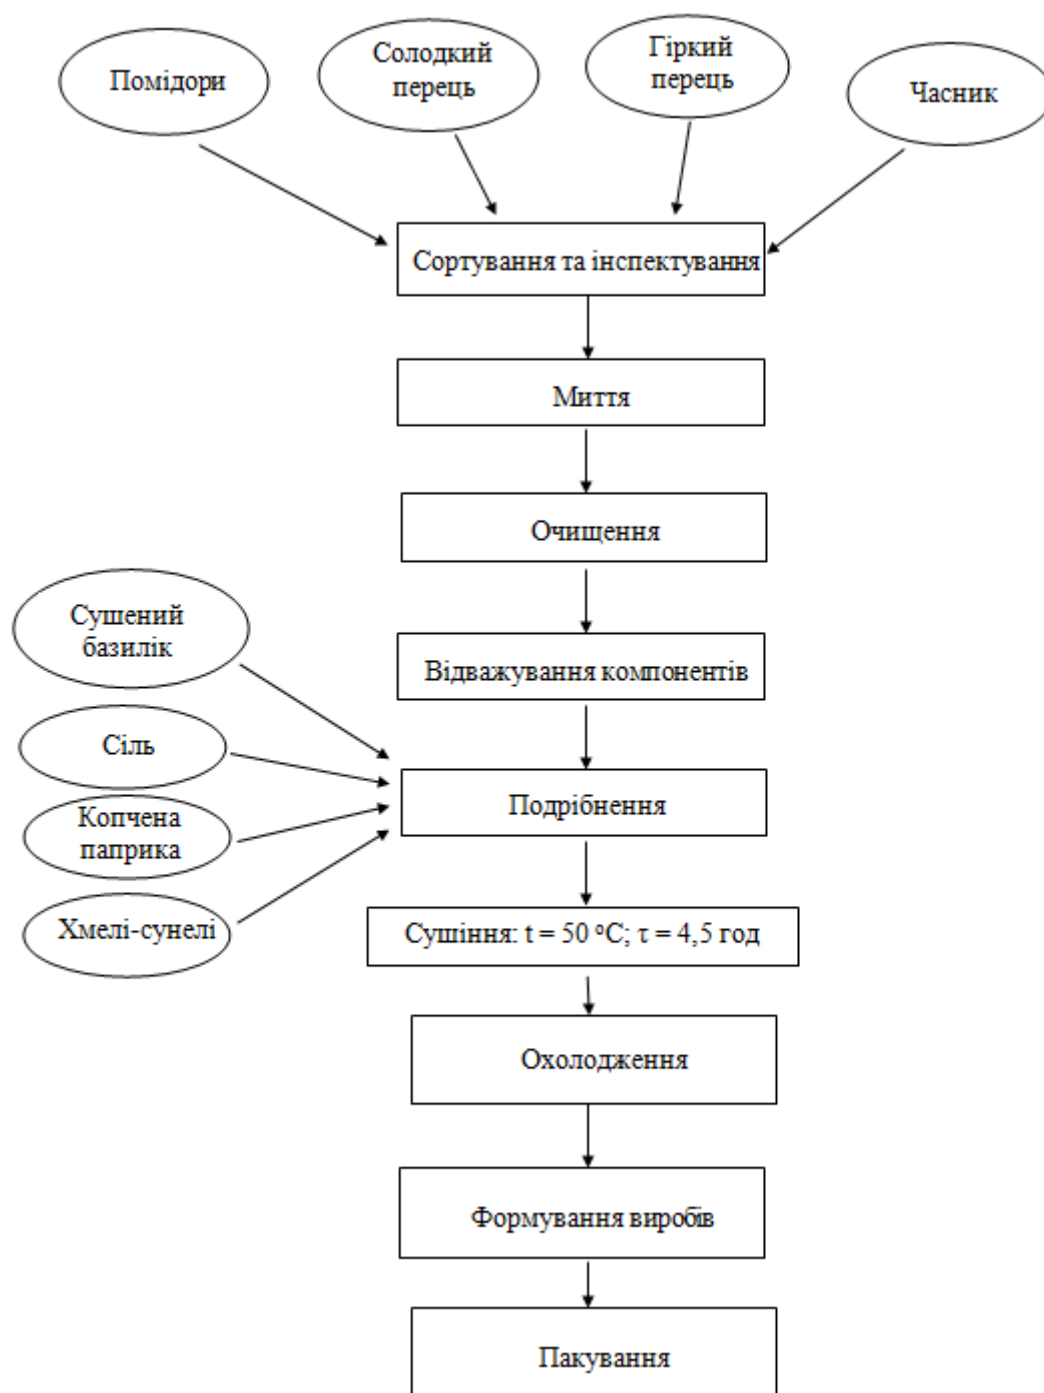 Помідори
Солодкий
перець
Гіркий
перець
Часник
Сортування та інспектування
Миття
Очищення
Сушений
базилік
Відважування компонентів
Сіль
Подрібнення
Копчена
паприка
Хмелі-сунелі
Сушіння: t = 50 ⁰С; τ = 4,5 год
Охолодження
Формування виробів
Пакування